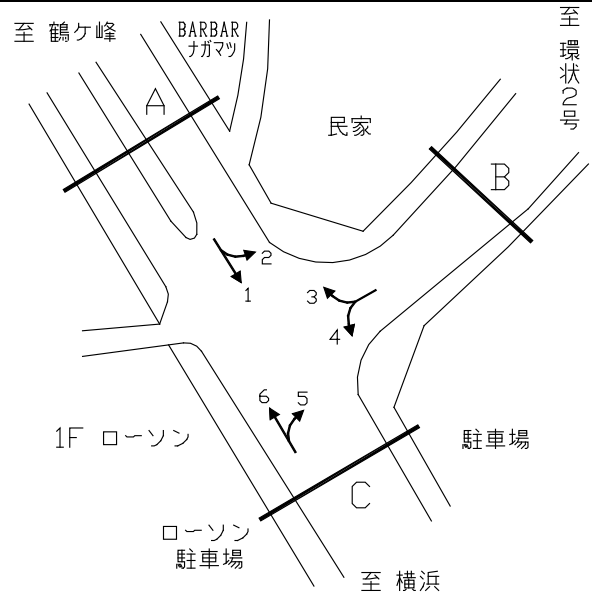 至 鶴ケ峰
BARBAR
ナガマツ
至 環状2号
A
民家
B
2
1
3
4
6
5
1F ローソン
駐車場
C
ローソン
駐車場
至 横浜